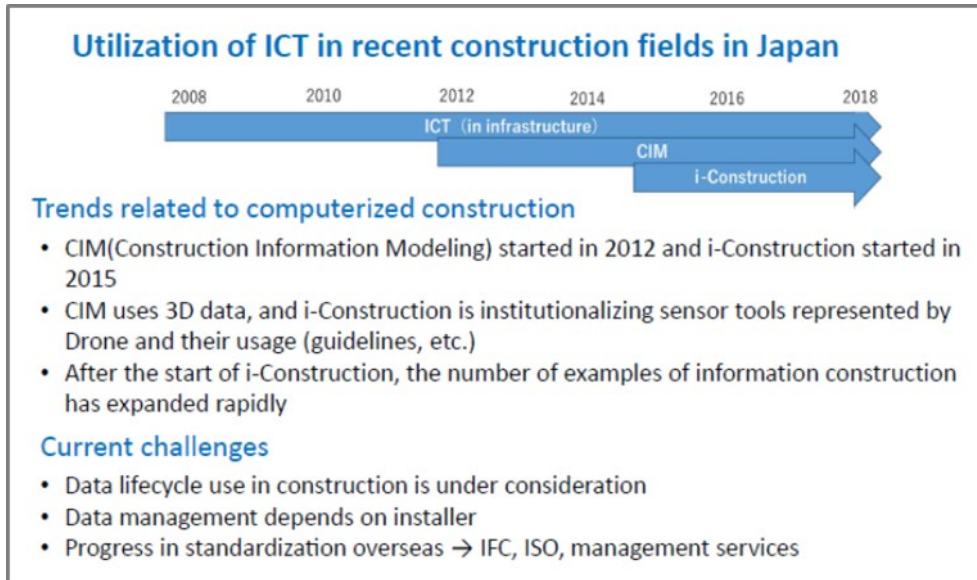 Utilization of ICT in recent construction fields in Japan
2008 2010 2012 2014 2016 2018
ICT（in infrastructure）
CIM
i-Construction
Trends related to computerized construction
• CIM(Construction Information Modeling) started in 2012 and i-Construction started in
2015
• CIM uses 3D data, and i-Construction is institutionalizing sensor tools represented by
Drone and their usage (guidelines, etc.)
• After the start of i-Construction, the number of examples of information construction
has expanded rapidly
Current challenges
• Data lifecycle use in construction is under consideration
• Data management depends on installer
• Progress in standardization overseas → IFC, ISO, management services